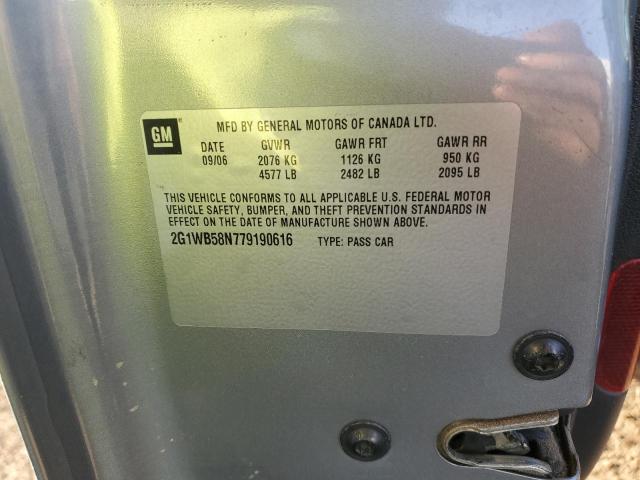 GM
MFD BY GENERAL MOTORS OF CANADA LTD.
DATE GVWR GAWR FRT GAWR RR
09/06 2076 KG 1126 KG 950 KG
4577 LB 2482 LB 2095 LB
THIS VEHICLE CONFORMS TO ALL APPLICABLE U.S. FEDERAL MOTOR
VEHICLE SAFETY, BUMPER, AND THEFT PREVENTION STANDARDS IN
EFFECT ON THE DATE OF MANUFACTURE SHOWN ABOVE.
2G1WB58N779190616 TYPE: PASS CAR